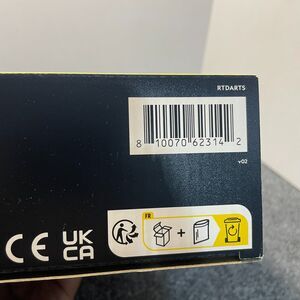 RTDARTS
8 10070 62314 2
v02
CE UK
CA
FR
+